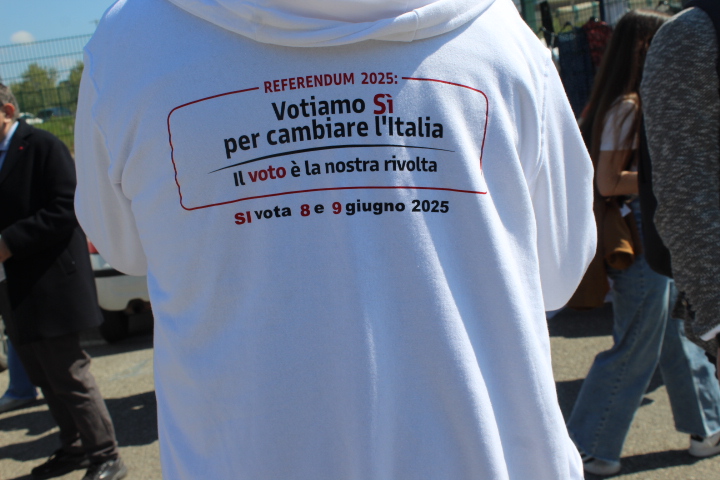 REFERENDUM 2025:
Votiamo Sì
per cambiare l'Italia
Il voto è la nostra rivolta
SI vota 8 e 9 giugno 2025